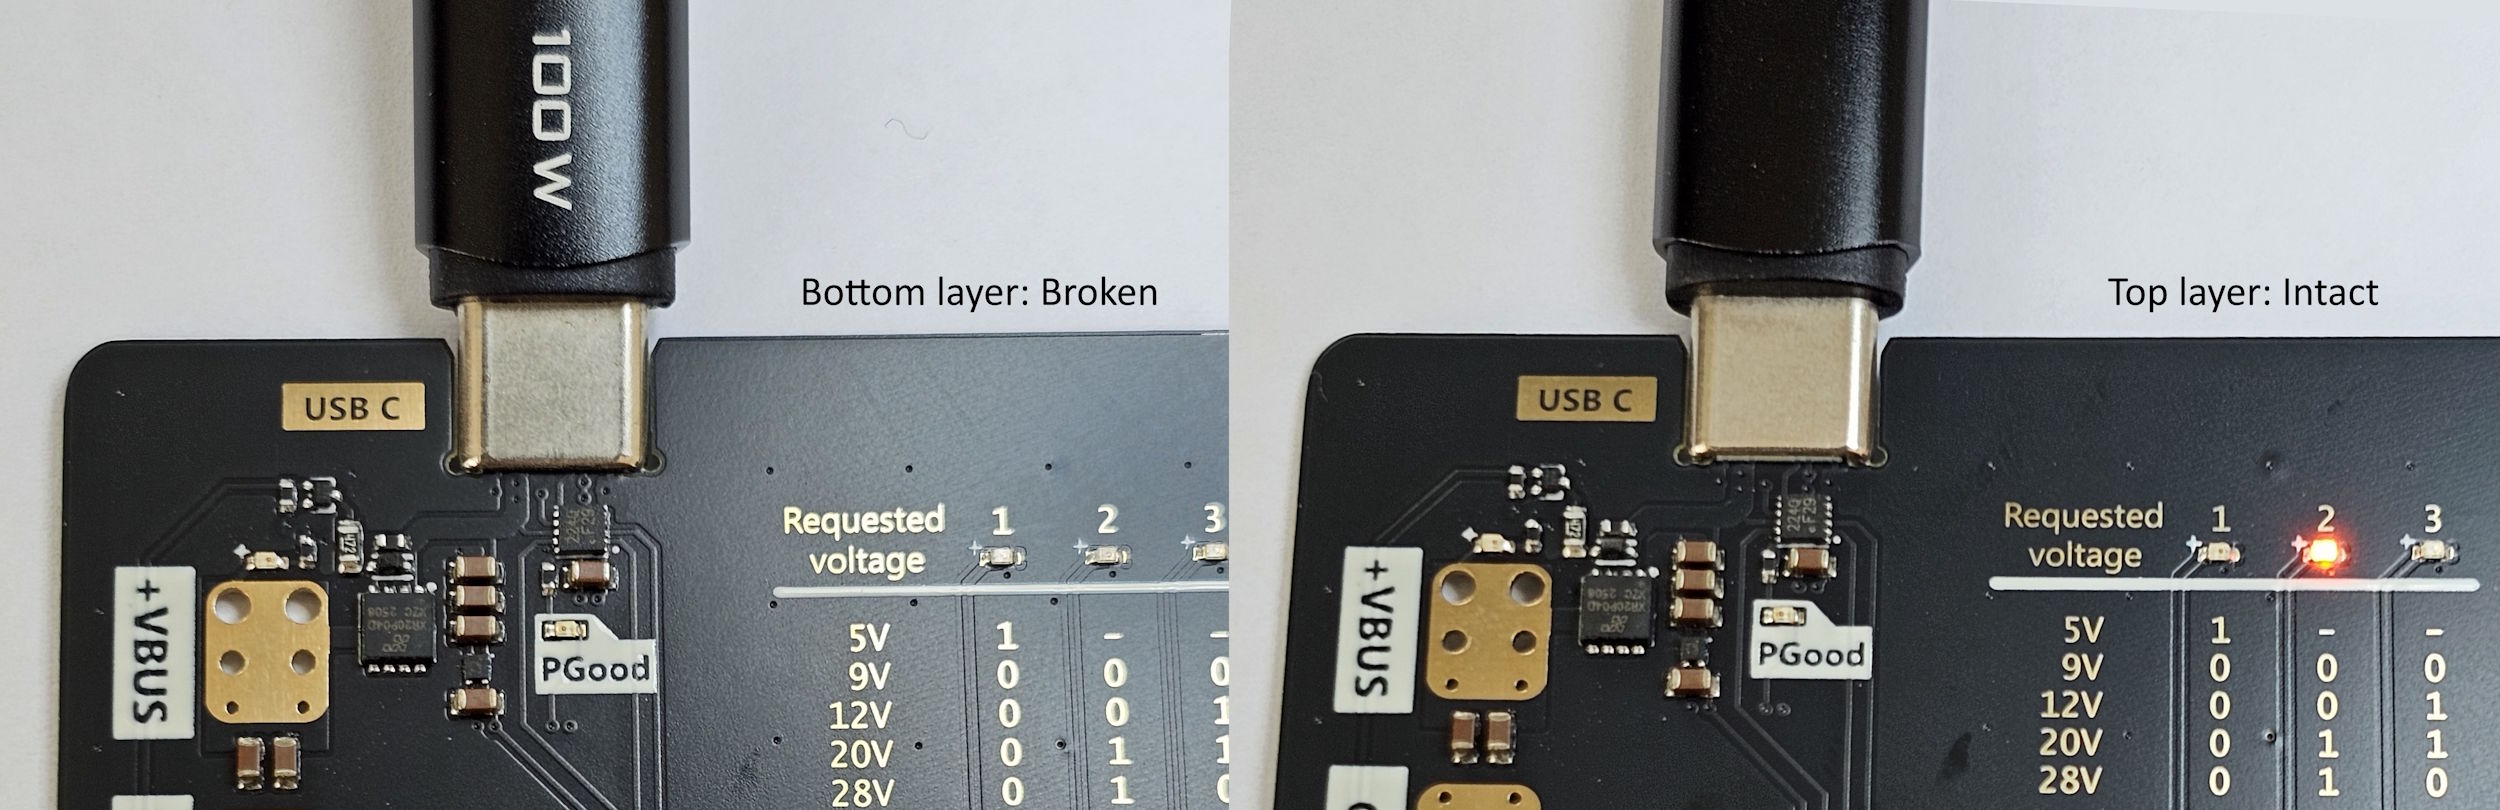 100W
Bottom layer: Broken
USB C
Requested voltage 1 2 3
+VBUS
PGood
5V 1 – –
9V 0 0 0
12V 0 0 1
20V 0 1 1
28V 0 1 0
Top layer: Intact
USB C
Requested voltage 1 2 3
+VBUS
PGood
5V 1 – –
9V 0 0 0
12V 0 0 1
20V 0 1 1
28V 0 1 0